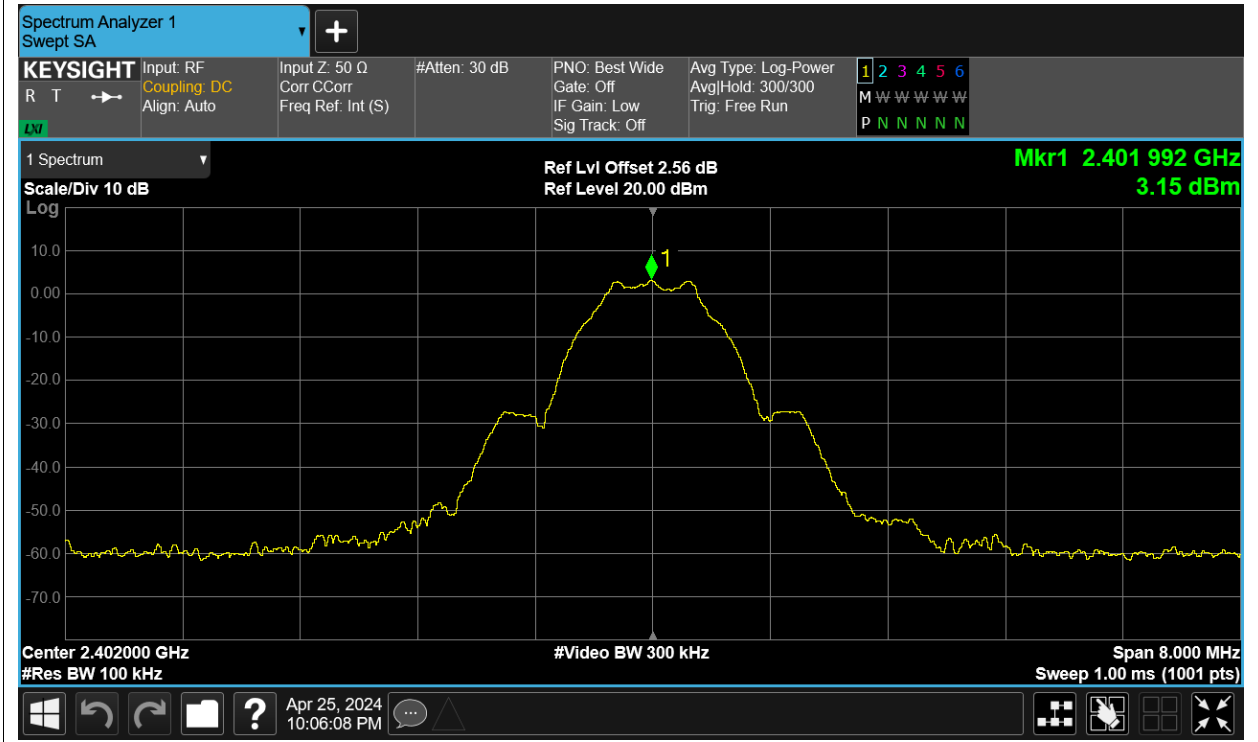 Spectrum Analyzer 1
Swept SA
+
KEYSIGHT
R T
LXI
Input: RF
Coupling: DC
Align: Auto
Input Z: 50 Ω
Corr CCorr
Freq Ref: Int (S)
#Atten: 30 dB
PNO: Best Wide
Gate: Off
IF Gain: Low
Sig Track: Off
Avg Type: Log-Power
Avg|Hold: 300/300
Trig: Free Run
1 2 3 4 5 6
M W W W W W
P N N N N N
1 Spectrum
Scale/Div 10 dB
Log
Ref Lvl Offset 2.56 dB
Ref Level 20.00 dBm
Mkr1 2.401 992 GHz
3.15 dBm
1
10.0
0.00
-10.0
-20.0
-30.0
-40.0
-50.0
-60.0
-70.0
Center 2.402000 GHz
#Res BW 100 kHz
#Video BW 300 kHz
Span 8.000 MHz
Sweep 1.00 ms (1001 pts)
?
Apr 25, 2024
10:06:08 PM